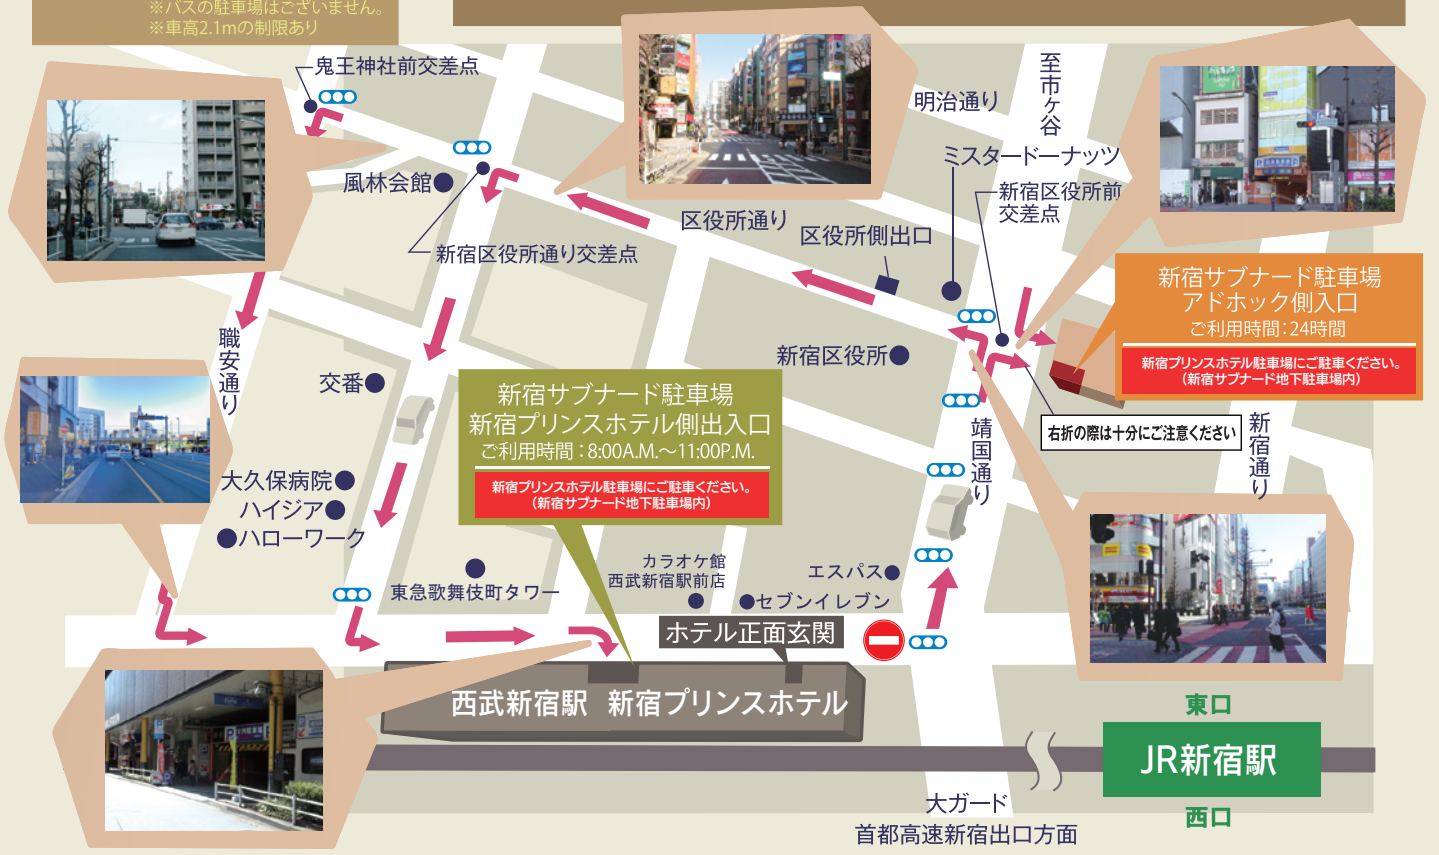 ※バスの駐車場はございません。
※車高2.1mの制限あり
鬼王神社前交差点
風林会館
新宿区役所通り交差点
区役所通り
区役所側出口
明治通り
至市ヶ谷
ミスタードーナッツ
新宿区役所前
交差点
新宿サブナード駐車場
アドホック側入口
ご利用時間:24時間
新宿プリンスホテル駐車場にご駐車ください。
(新宿サブナード地下駐車場内)
右折の際は十分にご注意ください
新宿通り
靖国通り
新宿区役所
職安通り
交番
新宿サブナード駐車場
新宿プリンスホテル側出入口
ご利用時間:8:00A.M.〜11:00P.M.
新宿プリンスホテル駐車場にご駐車ください。
(新宿サブナード地下駐車場内)
大久保病院
ハイジア
ハローワーク
東急歌舞伎町タワー
カラオケ館
西武新宿駅前店
エスパス
セブンイレブン
ホテル正面玄関
西武新宿駅 新宿プリンスホテル
東口
JR新宿駅
西口
大ガード
首都高速新宿出口方面